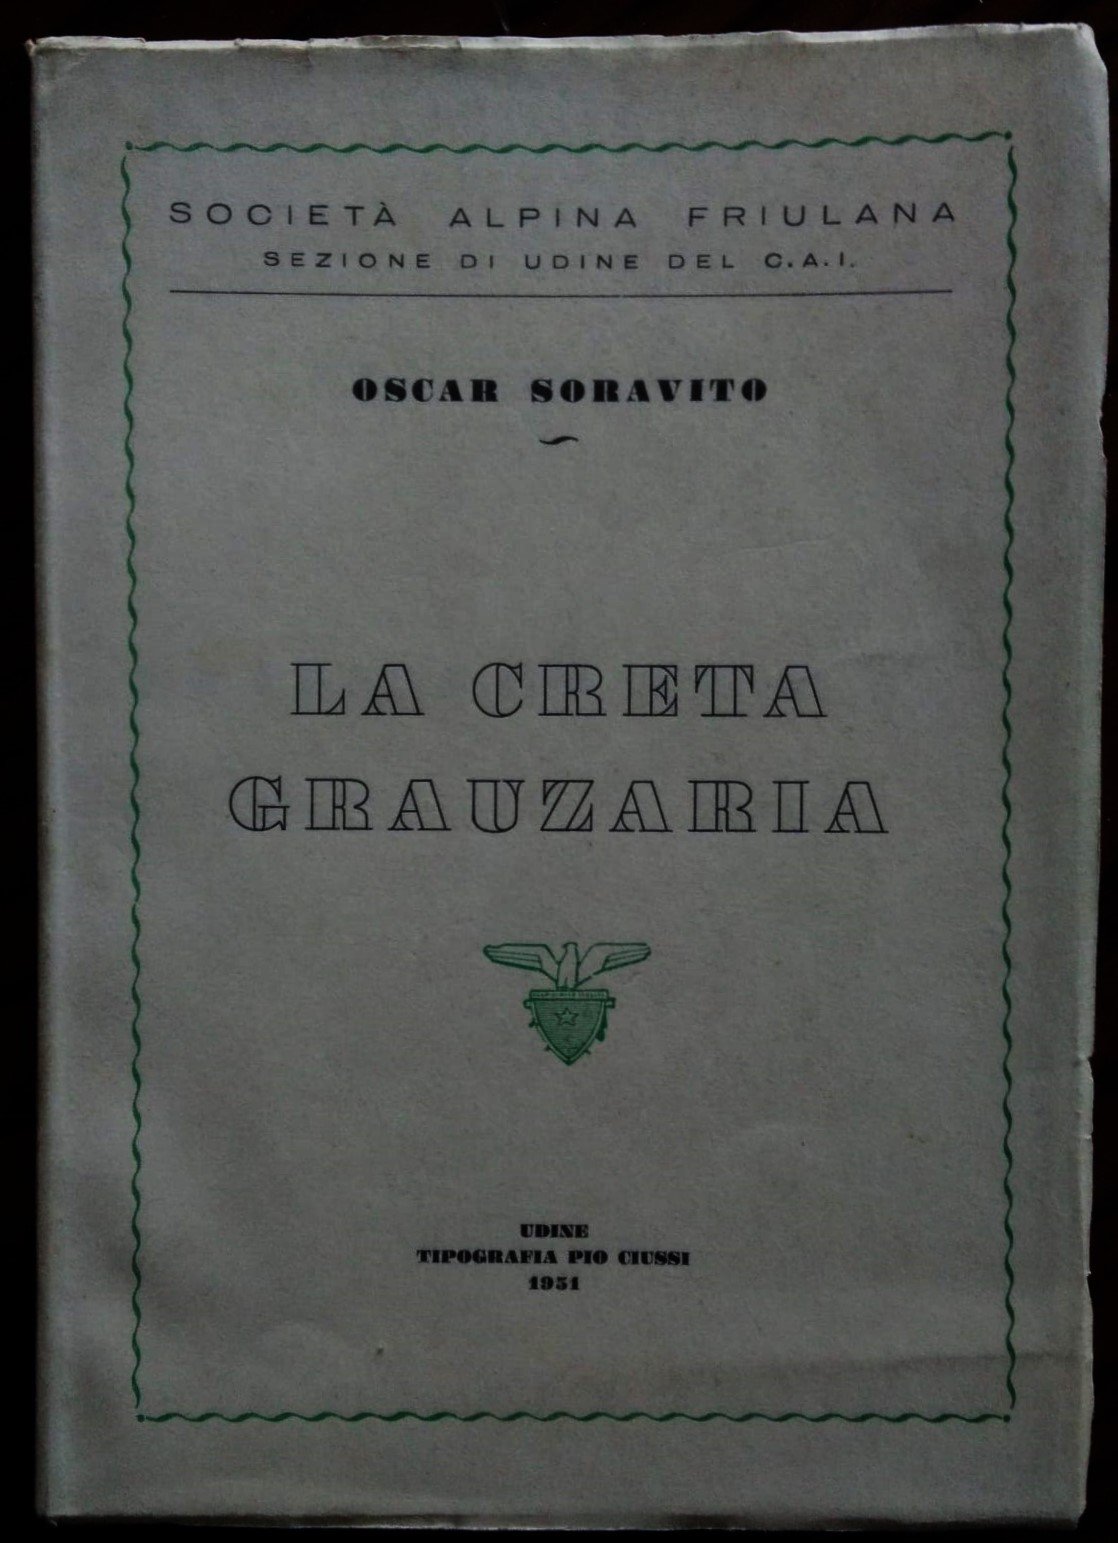 SOCIETÀ ALPINA FRIULANA
SEZIONE DI UDINE DEL C.A.I.
OSCAR SORAVITO
LA CRETA
GRAUZARIA
UDINE
TIPOGRAFIA PIO CIUSSI
1951